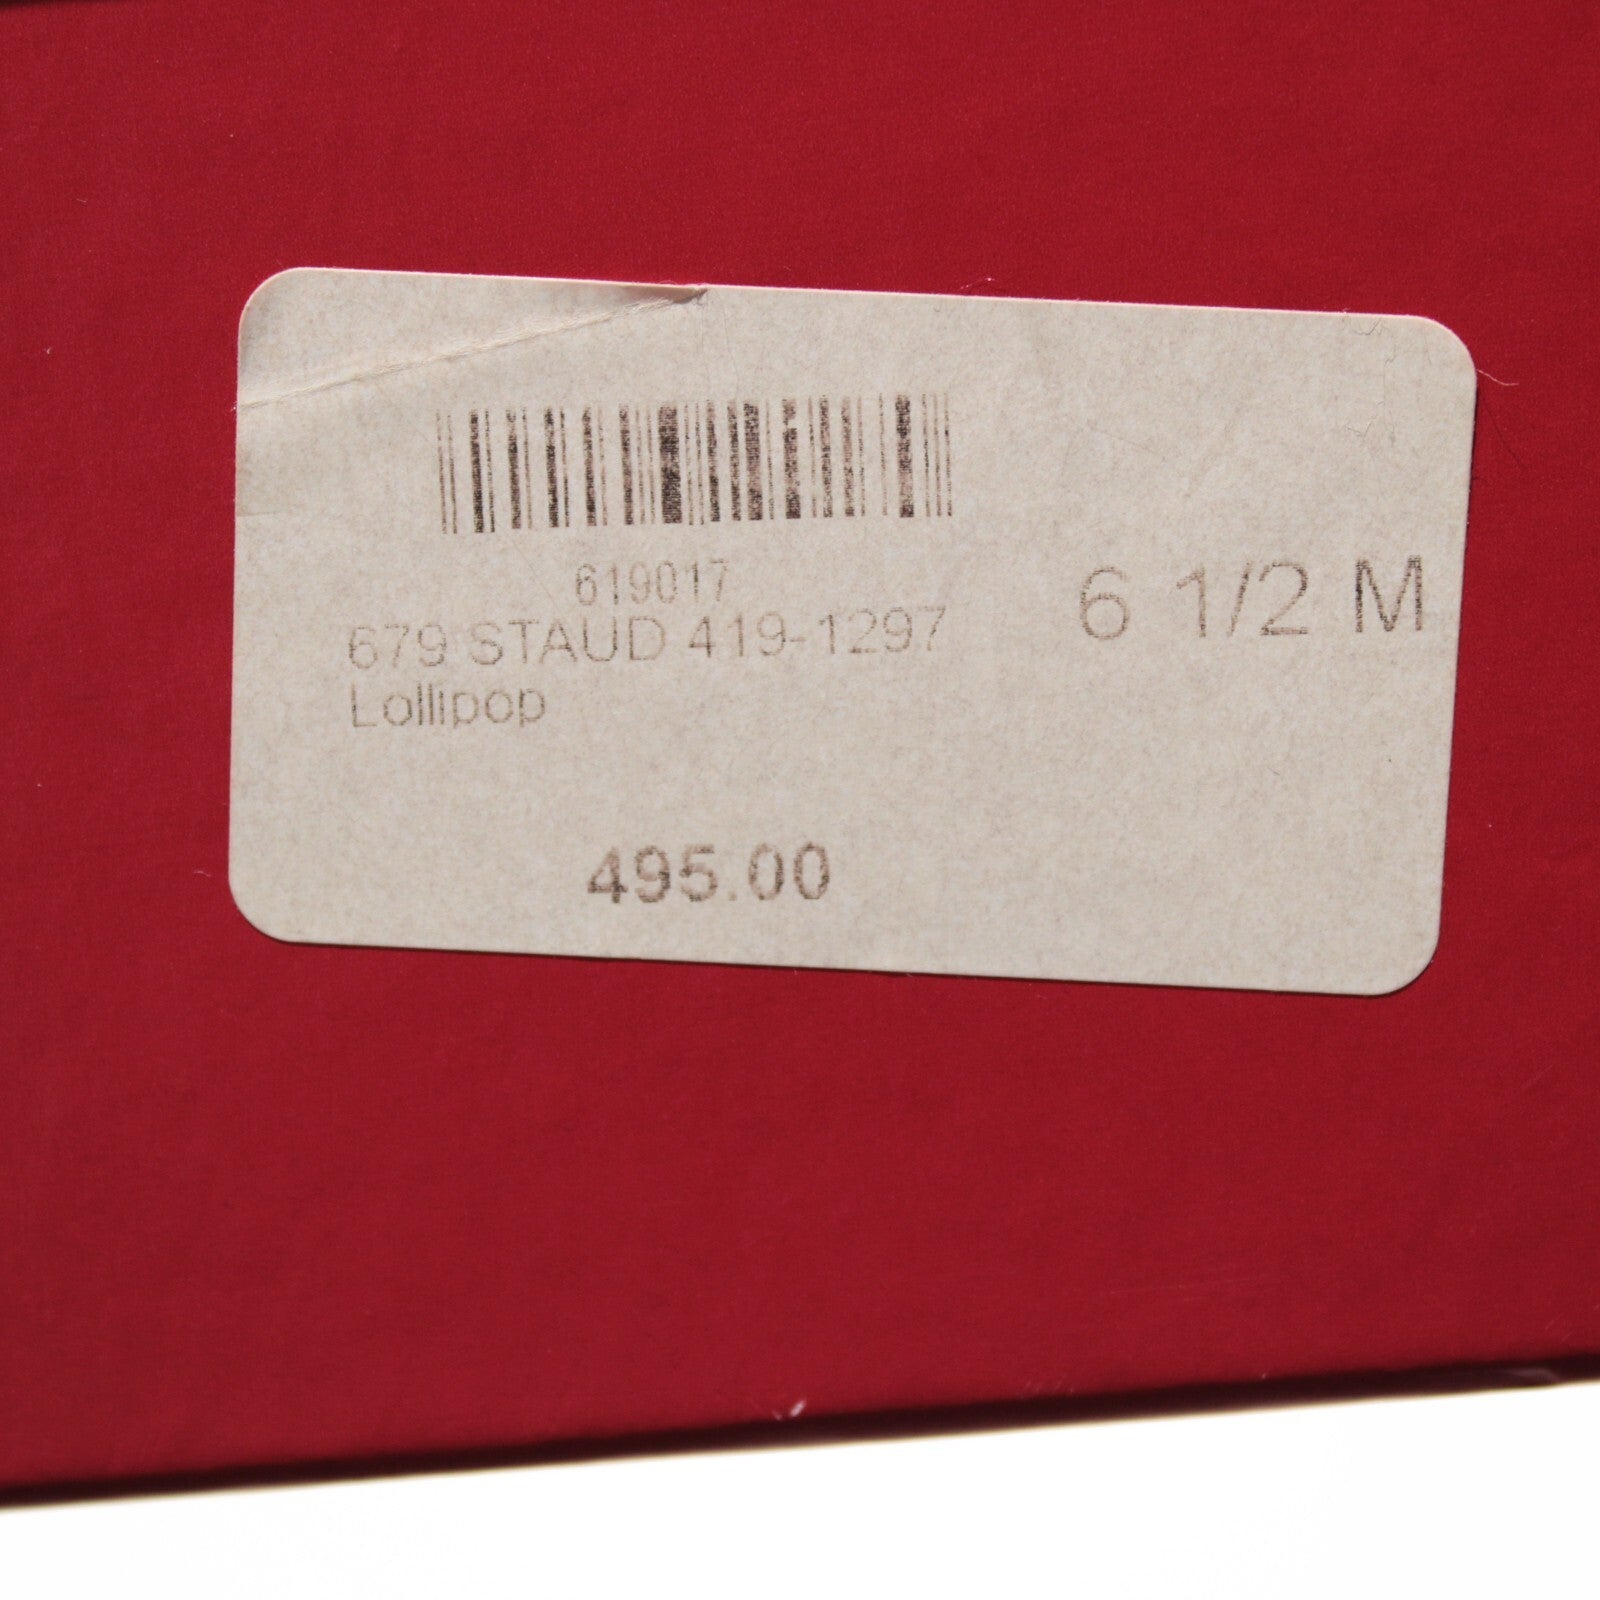 619017
679 STAUD 419-1297
Lollipop
6 1/2 M
495.00